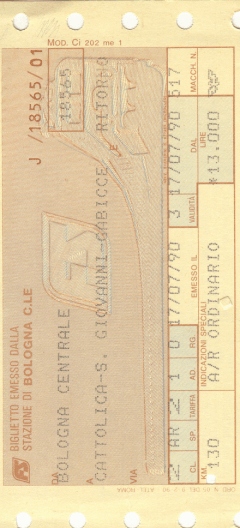 MOD. Ci 202 me 1
J /18565/01
18565
BIGLIETTO EMESSO DALLA
STAZIONE DI BOLOGNA C.LE
FS
DA BOLOGNA CENTRALE
A CATTOLICA-S. GIOVANNI-GABICCE RITORNO
VIA
CL. SP. TARIFFA AD. RG. EMESSO IL VALIDITÀ DAL MACCH. N.
2 AR 2 1 0 17/07/90 3 17/07/90 517
KM. INDICAZIONI SPECIALI LIRE
130 A/R ORDINARIO *13.000